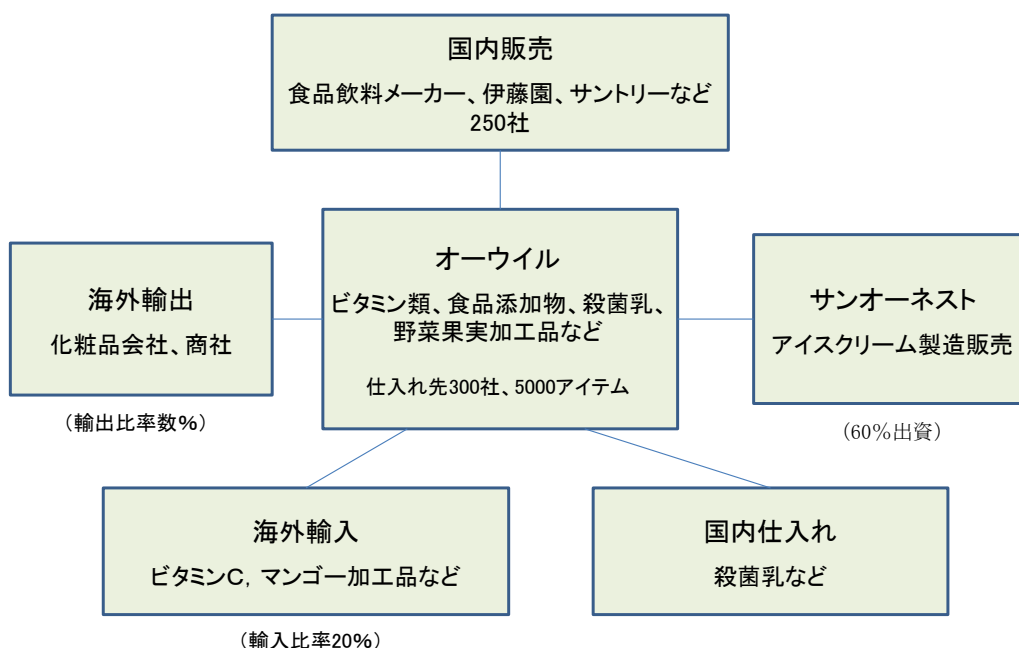 国内販売
食品飲料メーカー、伊藤園、サントリーなど
250社
オーウイル
ビタミン類、食品添加物、殺菌乳、
野菜果実加工品など
仕入れ先300社、5000アイテム
海外輸出
化粧品会社、商社
（輸出比率数%）
サンオーネスト
アイスクリーム製造販売
（60％出資）
海外輸入
ビタミンC，マンゴー加工品など
（輸入比率20%）
国内仕入れ
殺菌乳など